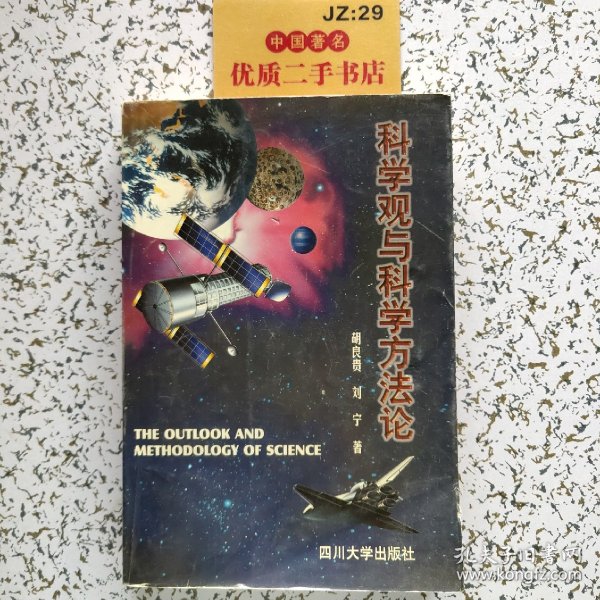 JZ:29
中国著名
优质二手书店
科学观与科学方法论
胡良贵 刘宁 著
THE OUTLOOK AND
METHODOLOGY OF SCIENCE
四川大学出版社
孔夫子旧书网
www.kongfz.com